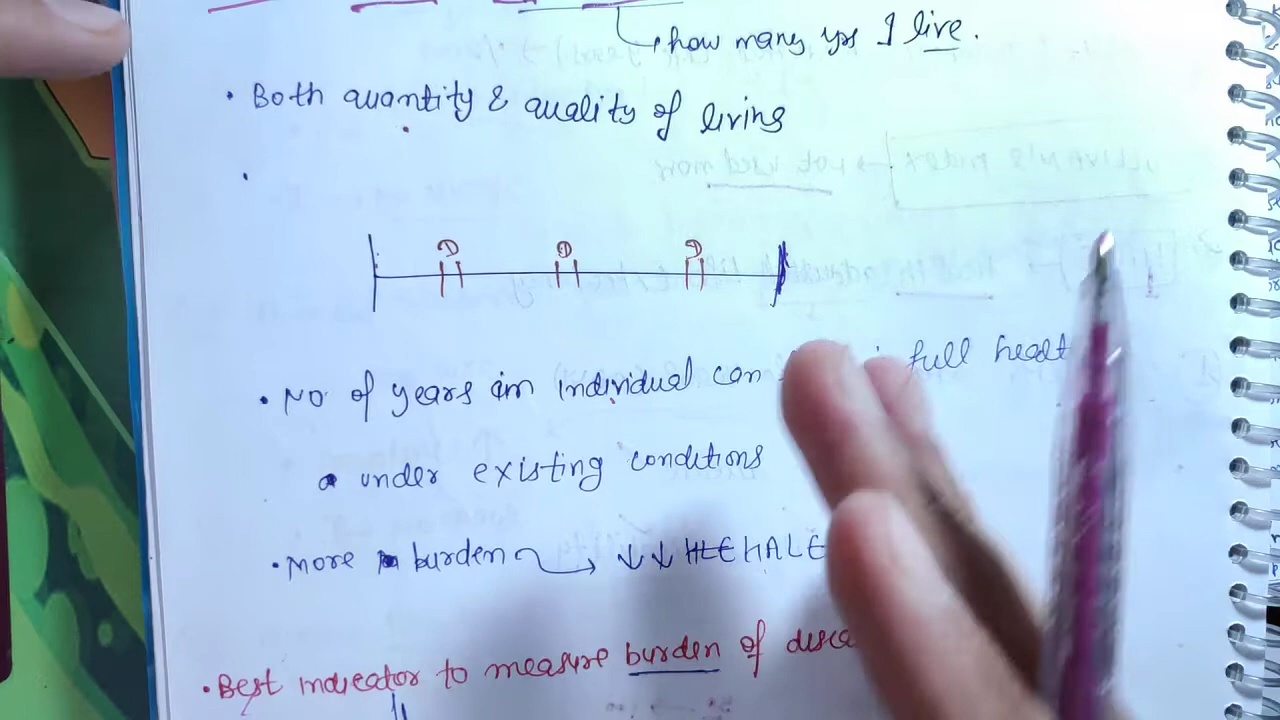 how many yrs I live.
• Both quantity & quality of living
•
D D D
• No of years an individual can full healt
under existing conditions
• More burden → ↓↓ HALE
• Best indicator to measure burden of disea